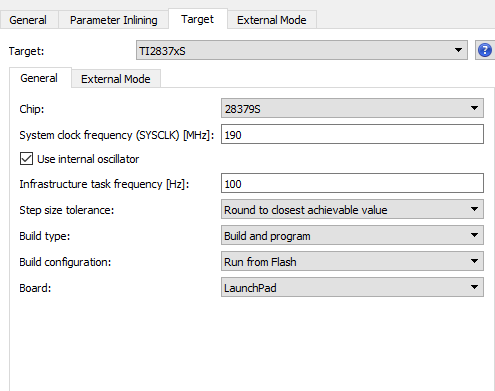 General Parameter Inlining Target External Mode
Target: TI2837xS ?
General External Mode
Chip: 28379S
System clock frequency (SYSCLK) [MHz]: 190
Use internal oscillator
Infrastructure task frequency [Hz]: 100
Step size tolerance: Round to closest achievable value
Build type: Build and program
Build configuration: Run from Flash
Board: LaunchPad